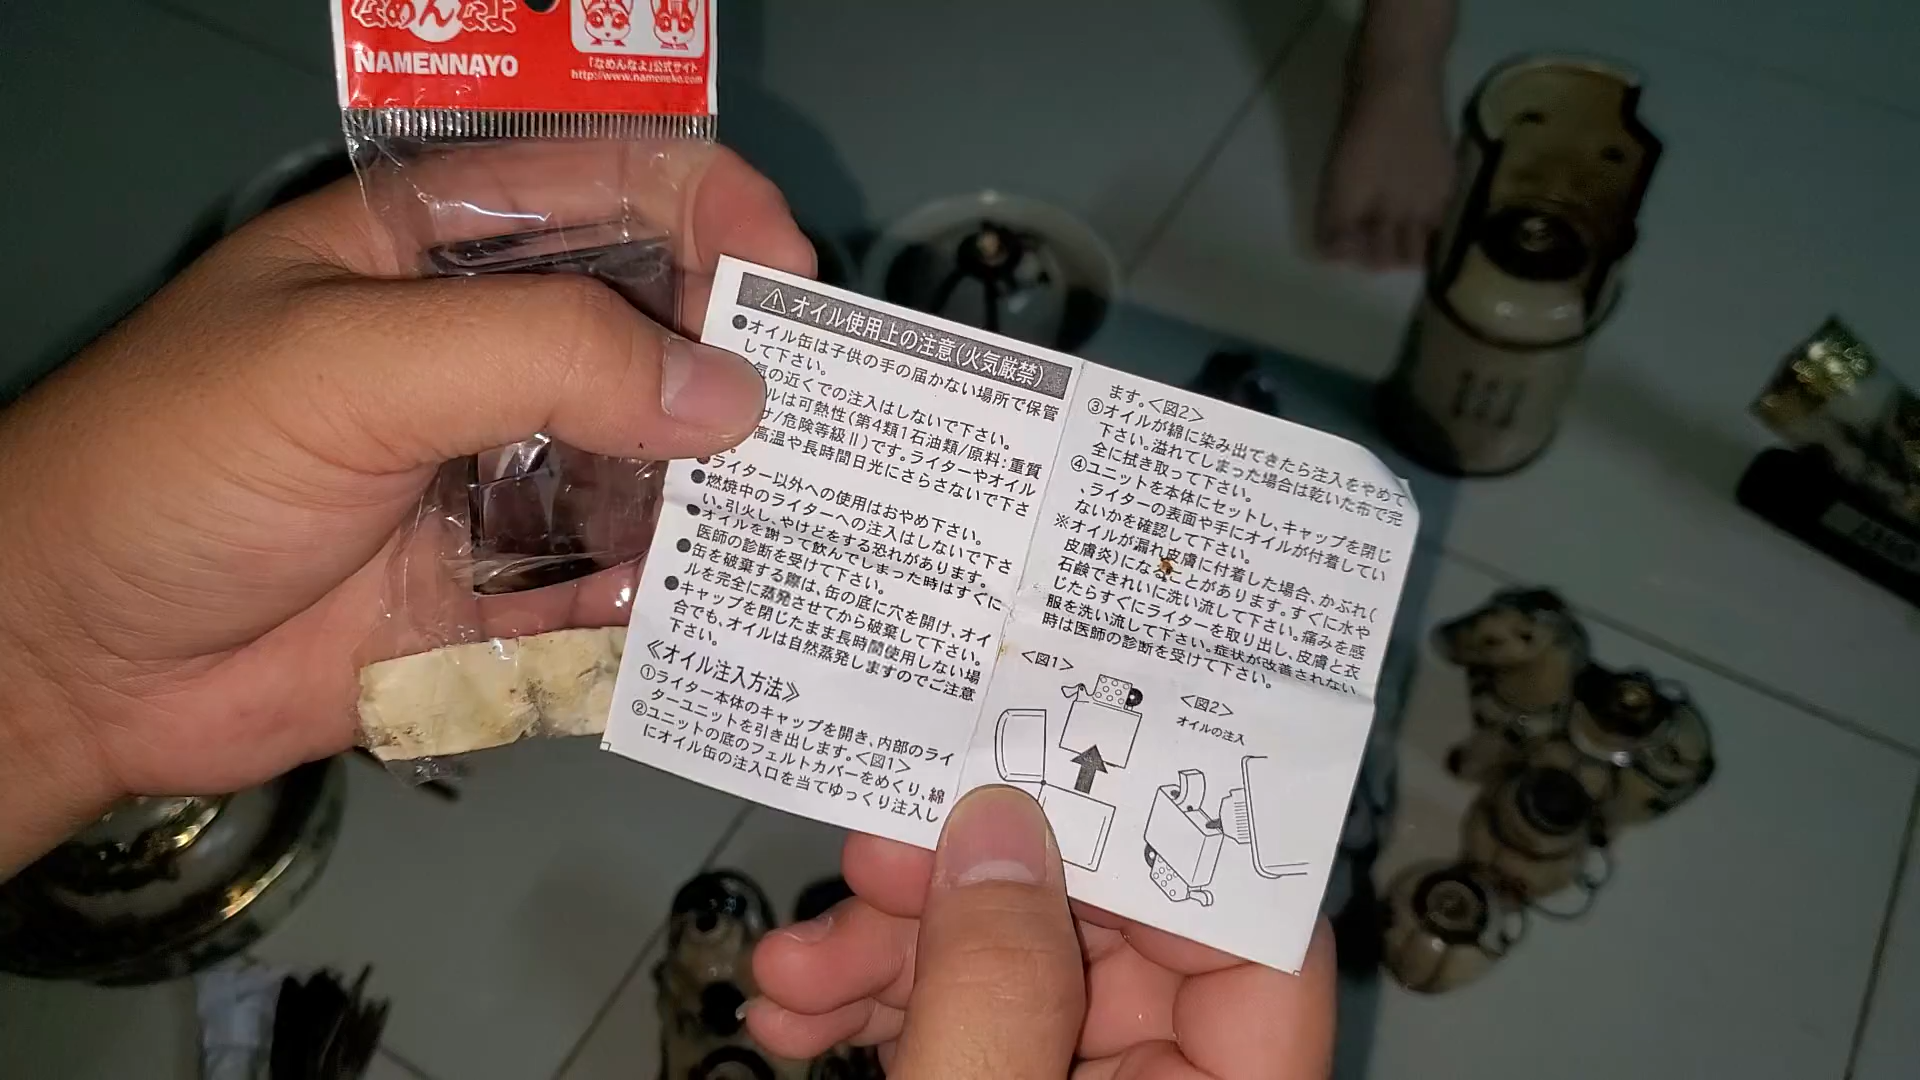 なめんなよ
NAMENNAYO
「なめんなよ」公式サイト
http://www.nameneko.com
⚠オイル使用上の注意(火気厳禁)
●オイル缶は子供の手の届かない場所で保管
して下さい。
気の近くでの注入はしないで下さい。
ルは可燃性(第4類1石油類/原料:重質
サ/危険等級Ⅱ)です。ライターやオイル
高温や長時間日光にさらさないで下
●ライター以外への使用はおやめ下さい。
●燃焼中のライターへの注入はしないで下さ
い。引火し、やけどをする恐れがあります。
●オイルを謝って飲んでしまった時はすぐに
医師の診断を受けて下さい。
●缶を破棄する際は、缶の底に穴を開け、オイ
ルを完全に蒸発させてから破棄して下さい。
●キャップを閉じたまま長時間使用しない場
合でも、オイルは自然蒸発しますのでご注意
下さい。
≪オイル注入方法≫
①ライター本体のキャップを開き、内部のライ
ターユニットを引き出します。<図1>
②ユニットの底のフェルトカバーをめくり、綿
にオイル缶の注入口を当てゆっくり注入し
ます。<図2>
③オイルが綿に染み出てきたら注入をやめて
下さい。溢れてしまった場合は乾いた布で完
全に拭き取って下さい。
④ユニットを本体にセットし、キャップを閉じ
、ライターの表面や手にオイルが付着してい
ないかを確認して下さい。
※オイルが漏れ皮膚に付着した場合、かぶれ(
皮膚炎)になることがあります。すぐに水や
石鹸できれいに洗い流して下さい。痛みを感
じたらすぐにライターを取り出し、皮膚と衣
服を洗い流して下さい。症状が改善されない
時は医師の診断を受けて下さい。
<図1>
<図2>
オイルの注入